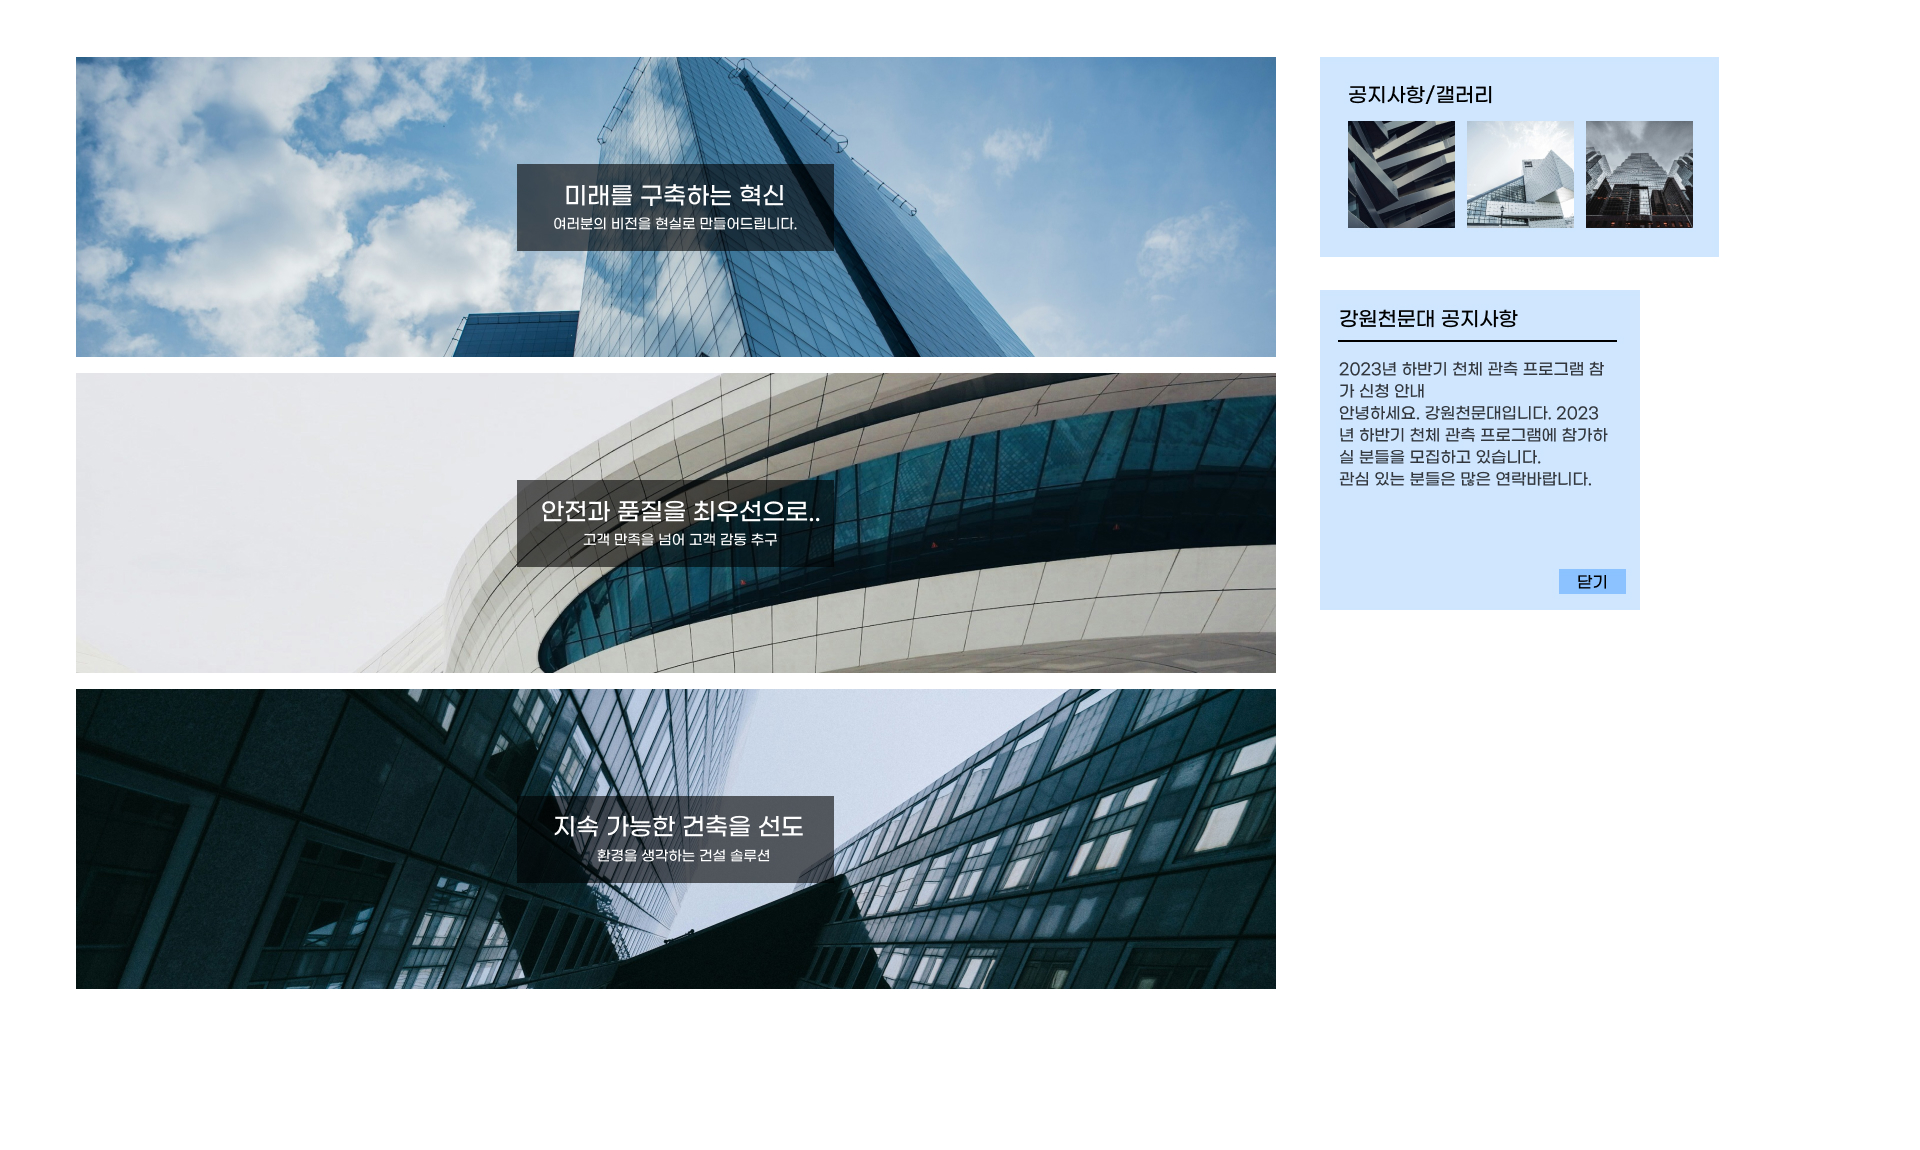 미래를 구축하는 혁신
여러분의 비전을 현실로 만들어드립니다.
안전과 품질을 최우선으로..
고객 만족을 넘어 고객 감동 추구
지속 가능한 건축을 선도
환경을 생각하는 건설 솔루션
공지사항/갤러리
강원천문대 공지사항
2023년 하반기 천체 관측 프로그램 참
가 신청 안내
안녕하세요. 강원천문대입니다. 2023
년 하반기 천체 관측 프로그램에 참가하
실 분들을 모집하고 있습니다.
관심 있는 분들은 많은 연락바랍니다.
닫기